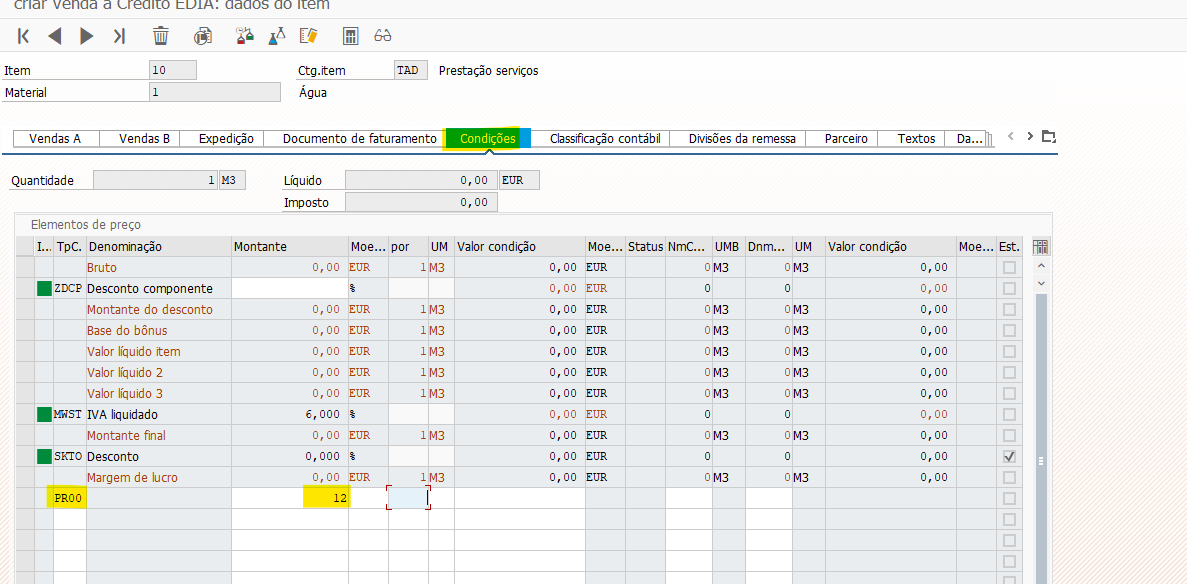 criar Venda a Crédito EDIA: dados do item
Item 10 Ctg.item TAD Prestação serviços
Material 1 Água
Vendas A Vendas B Expedição Documento de faturamento Condições Classificação contábil Divisões da remessa Parceiro Textos Da...
Quantidade 1 M3 Líquido 0,00 EUR
Imposto 0,00
Elementos de preço
I... TpC. Denominação Montante Moe... por UM Valor condição Moe... Status NmC... UMB Dnm... UM Valor condição Moe... Est.
Bruto 0,00 EUR 1 M3 0,00 EUR 0 M3 0 M3 0,00
ZDCP Desconto componente % 0,00 EUR 0 0 0,00
Montante do desconto 0,00 EUR 1 M3 0,00 EUR 0 M3 0 M3 0,00
Base do bônus 0,00 EUR 1 M3 0,00 EUR 0 M3 0 M3 0,00
Valor líquido item 0,00 EUR 1 M3 0,00 EUR 0 M3 0 M3 0,00
Valor líquido 2 0,00 EUR 1 M3 0,00 EUR 0 M3 0 M3 0,00
Valor líquido 3 0,00 EUR 1 M3 0,00 EUR 0 M3 0 M3 0,00
MWST IVA liquidado 6,000 % 0,00 EUR 0 0 0,00
Montante final 0,00 EUR 1 M3 0,00 EUR 0 M3 0 M3 0,00
SKTO Desconto 0,000 % 0,00 EUR 0 0 0,00
Margem de lucro 0,00 EUR 1 M3 0,00 EUR 0 M3 0 M3 0,00
PR00 12